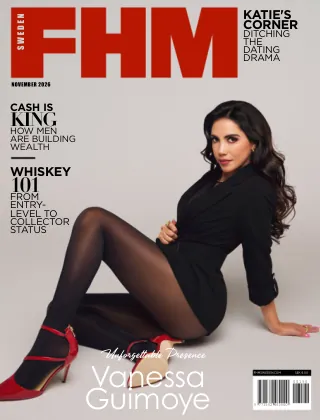 SWEDEN
FHM
NOVEMBER 2026
KATIE'S
CORNER
DITCHING
THE
DATING
DRAMA
CASH IS
KING
HOW MEN
ARE BUILDING
WEALTH
WHISKEY
101
FROM
ENTRY-
LEVEL TO
COLLECTOR
STATUS
Unforgettable Presence
Vanessa
Guimoye